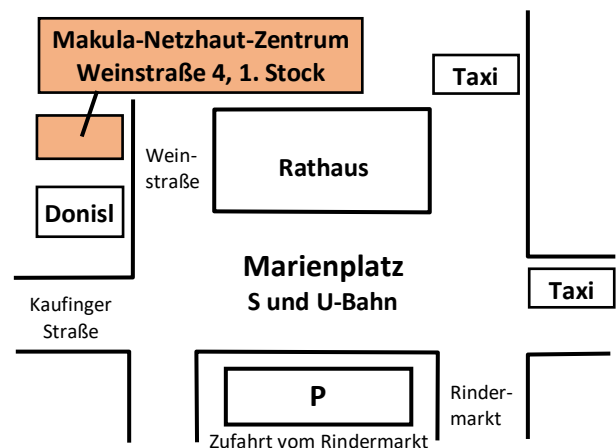 Makula-Netzhaut-Zentrum
Weinstraße 4, 1. Stock
Taxi
Wein-
straße
Rathaus
Donisl
Marienplatz
S und U-Bahn
Taxi
Kaufinger
Straße
P
Rinder-
markt
Zufahrt vom Rindermarkt